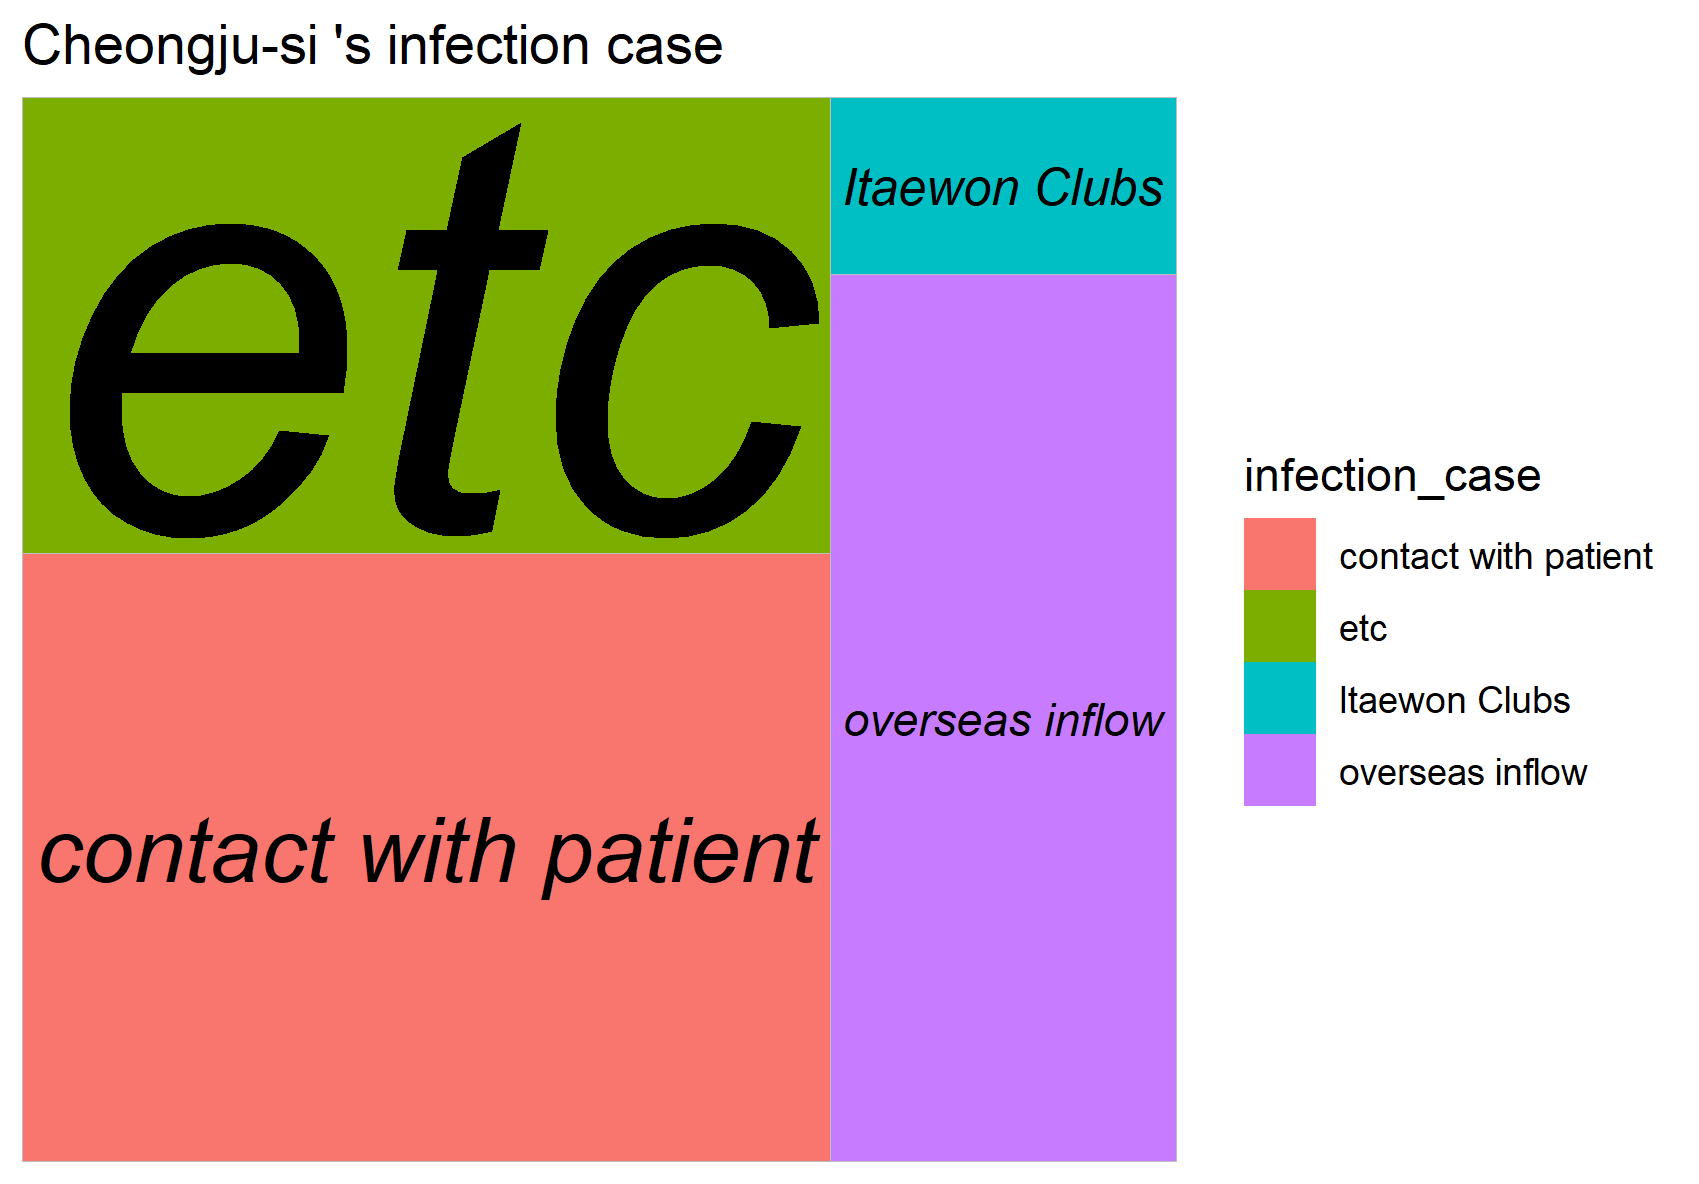 Cheongju-si 's infection case
etc
Itaewon Clubs
contact with patient
overseas inflow
infection_case
contact with patient
etc
Itaewon Clubs
overseas inflow